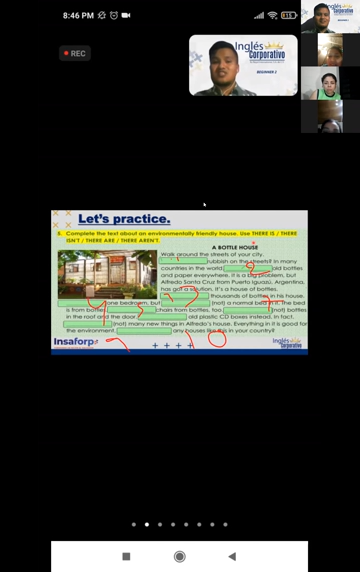 8:46 PM
15
REC
Inglés
Corporativo
BEGINNER 2
Let's practice.
5. Complete the text about an environmentally friendly house. Use THERE IS / THERE
ISN'T / THERE ARE / THERE AREN'T.
A BOTTLE HOUSE
Walk around the streets of your city.
rubbish on the streets? In many
countries in the world, old bottles
and paper everywhere. It is a big problem, but
Alfredo Santa Cruz from Puerto Iguazú, Argentina,
has got a solution. It's a house of bottles.
thousands of bottles in his house.
one bedroom, but (not) a normal bed in it. The bed
is from bottles. chairs from bottles, too. (not) bottles
in the roof and the door. old plastic CD boxes instead. In fact,
(not) many new things in Alfredo's house. Everything in it is good for
the environment. any houses like this in your country?
Insaforp
Inglés
Corporativo